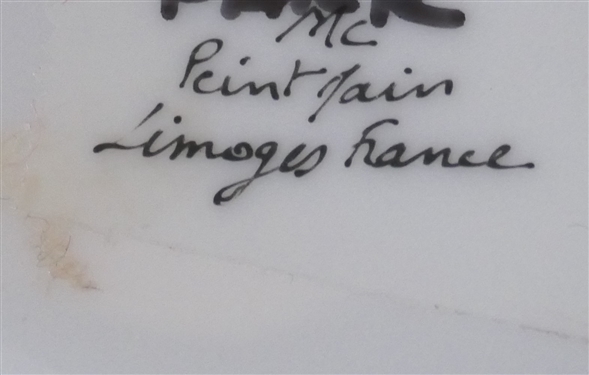 MC
Peint Main
Limoges France